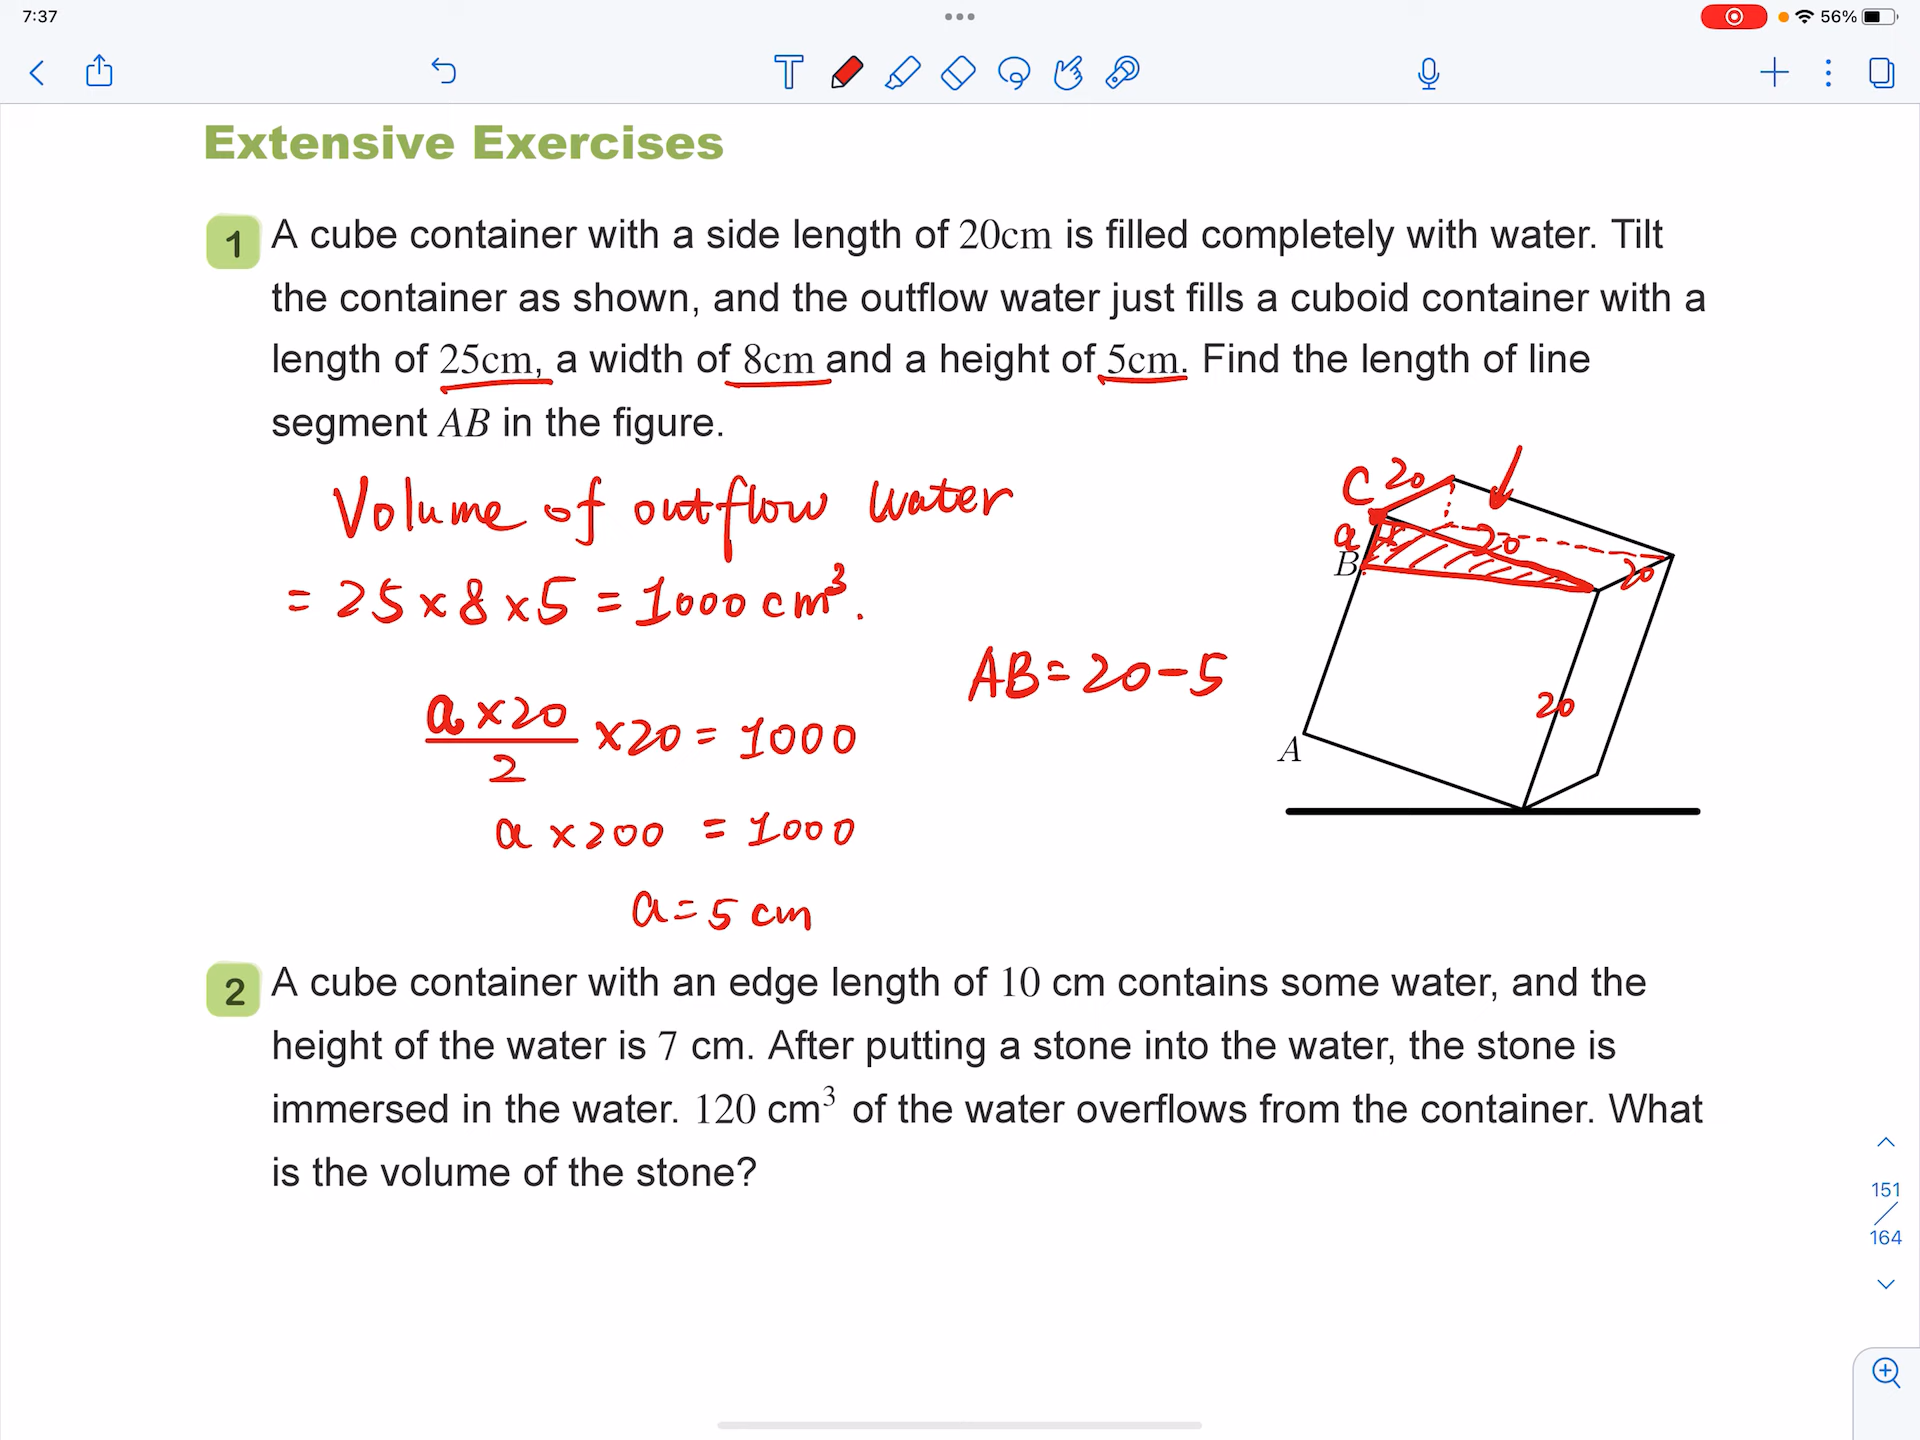 7:37
56%
Extensive Exercises
1 A cube container with a side length of 20cm is filled completely with water. Tilt
the container as shown, and the outflow water just fills a cuboid container with a
length of 25cm, a width of 8cm and a height of 5cm. Find the length of line
segment AB in the figure.
Volume of outflow water
= 25 × 8 × 5 = 1000 cm³.
a × 20
2
× 20 = 1000
a × 200 = 1000
a = 5 cm
AB = 20 - 5
C 20
a
20
B
20
20
A
2 A cube container with an edge length of 10 cm contains some water, and the
height of the water is 7 cm. After putting a stone into the water, the stone is
immersed in the water. 120 cm³ of the water overflows from the container. What
is the volume of the stone?
151
/
164